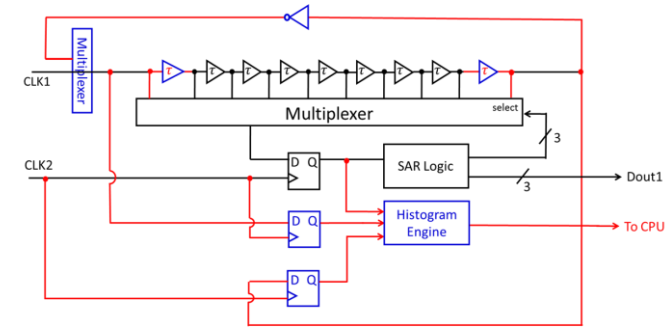 Multiplexer
CLK1
τ τ τ τ τ τ τ τ τ
Multiplexer
select
3
D Q
SAR Logic
CLK2
3
Dout1
D Q
Histogram
Engine
To CPU
D Q